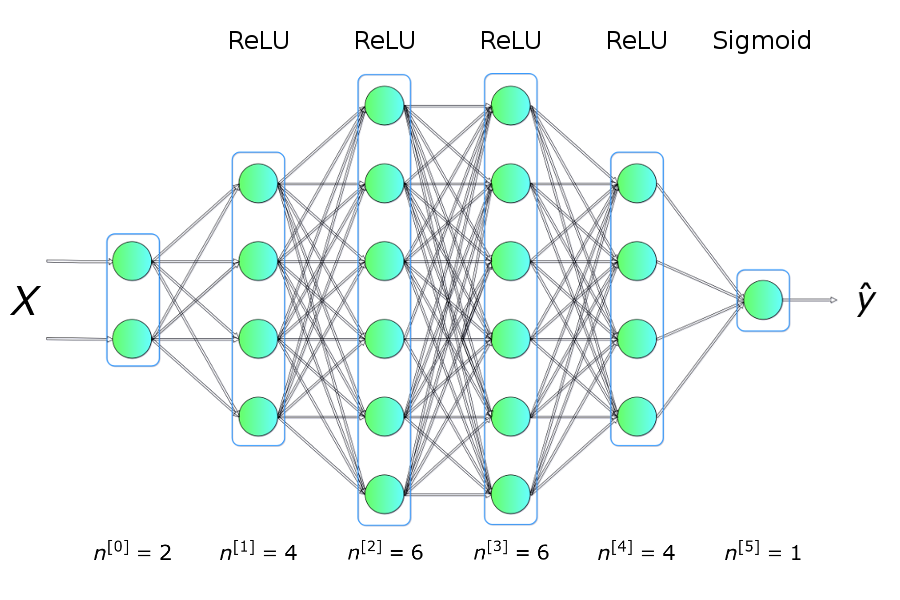 ReLU ReLU ReLU ReLU Sigmoid
X ŷ
n[0] = 2 n[1] = 4 n[2] = 6 n[3] = 6 n[4] = 4 n[5] = 1